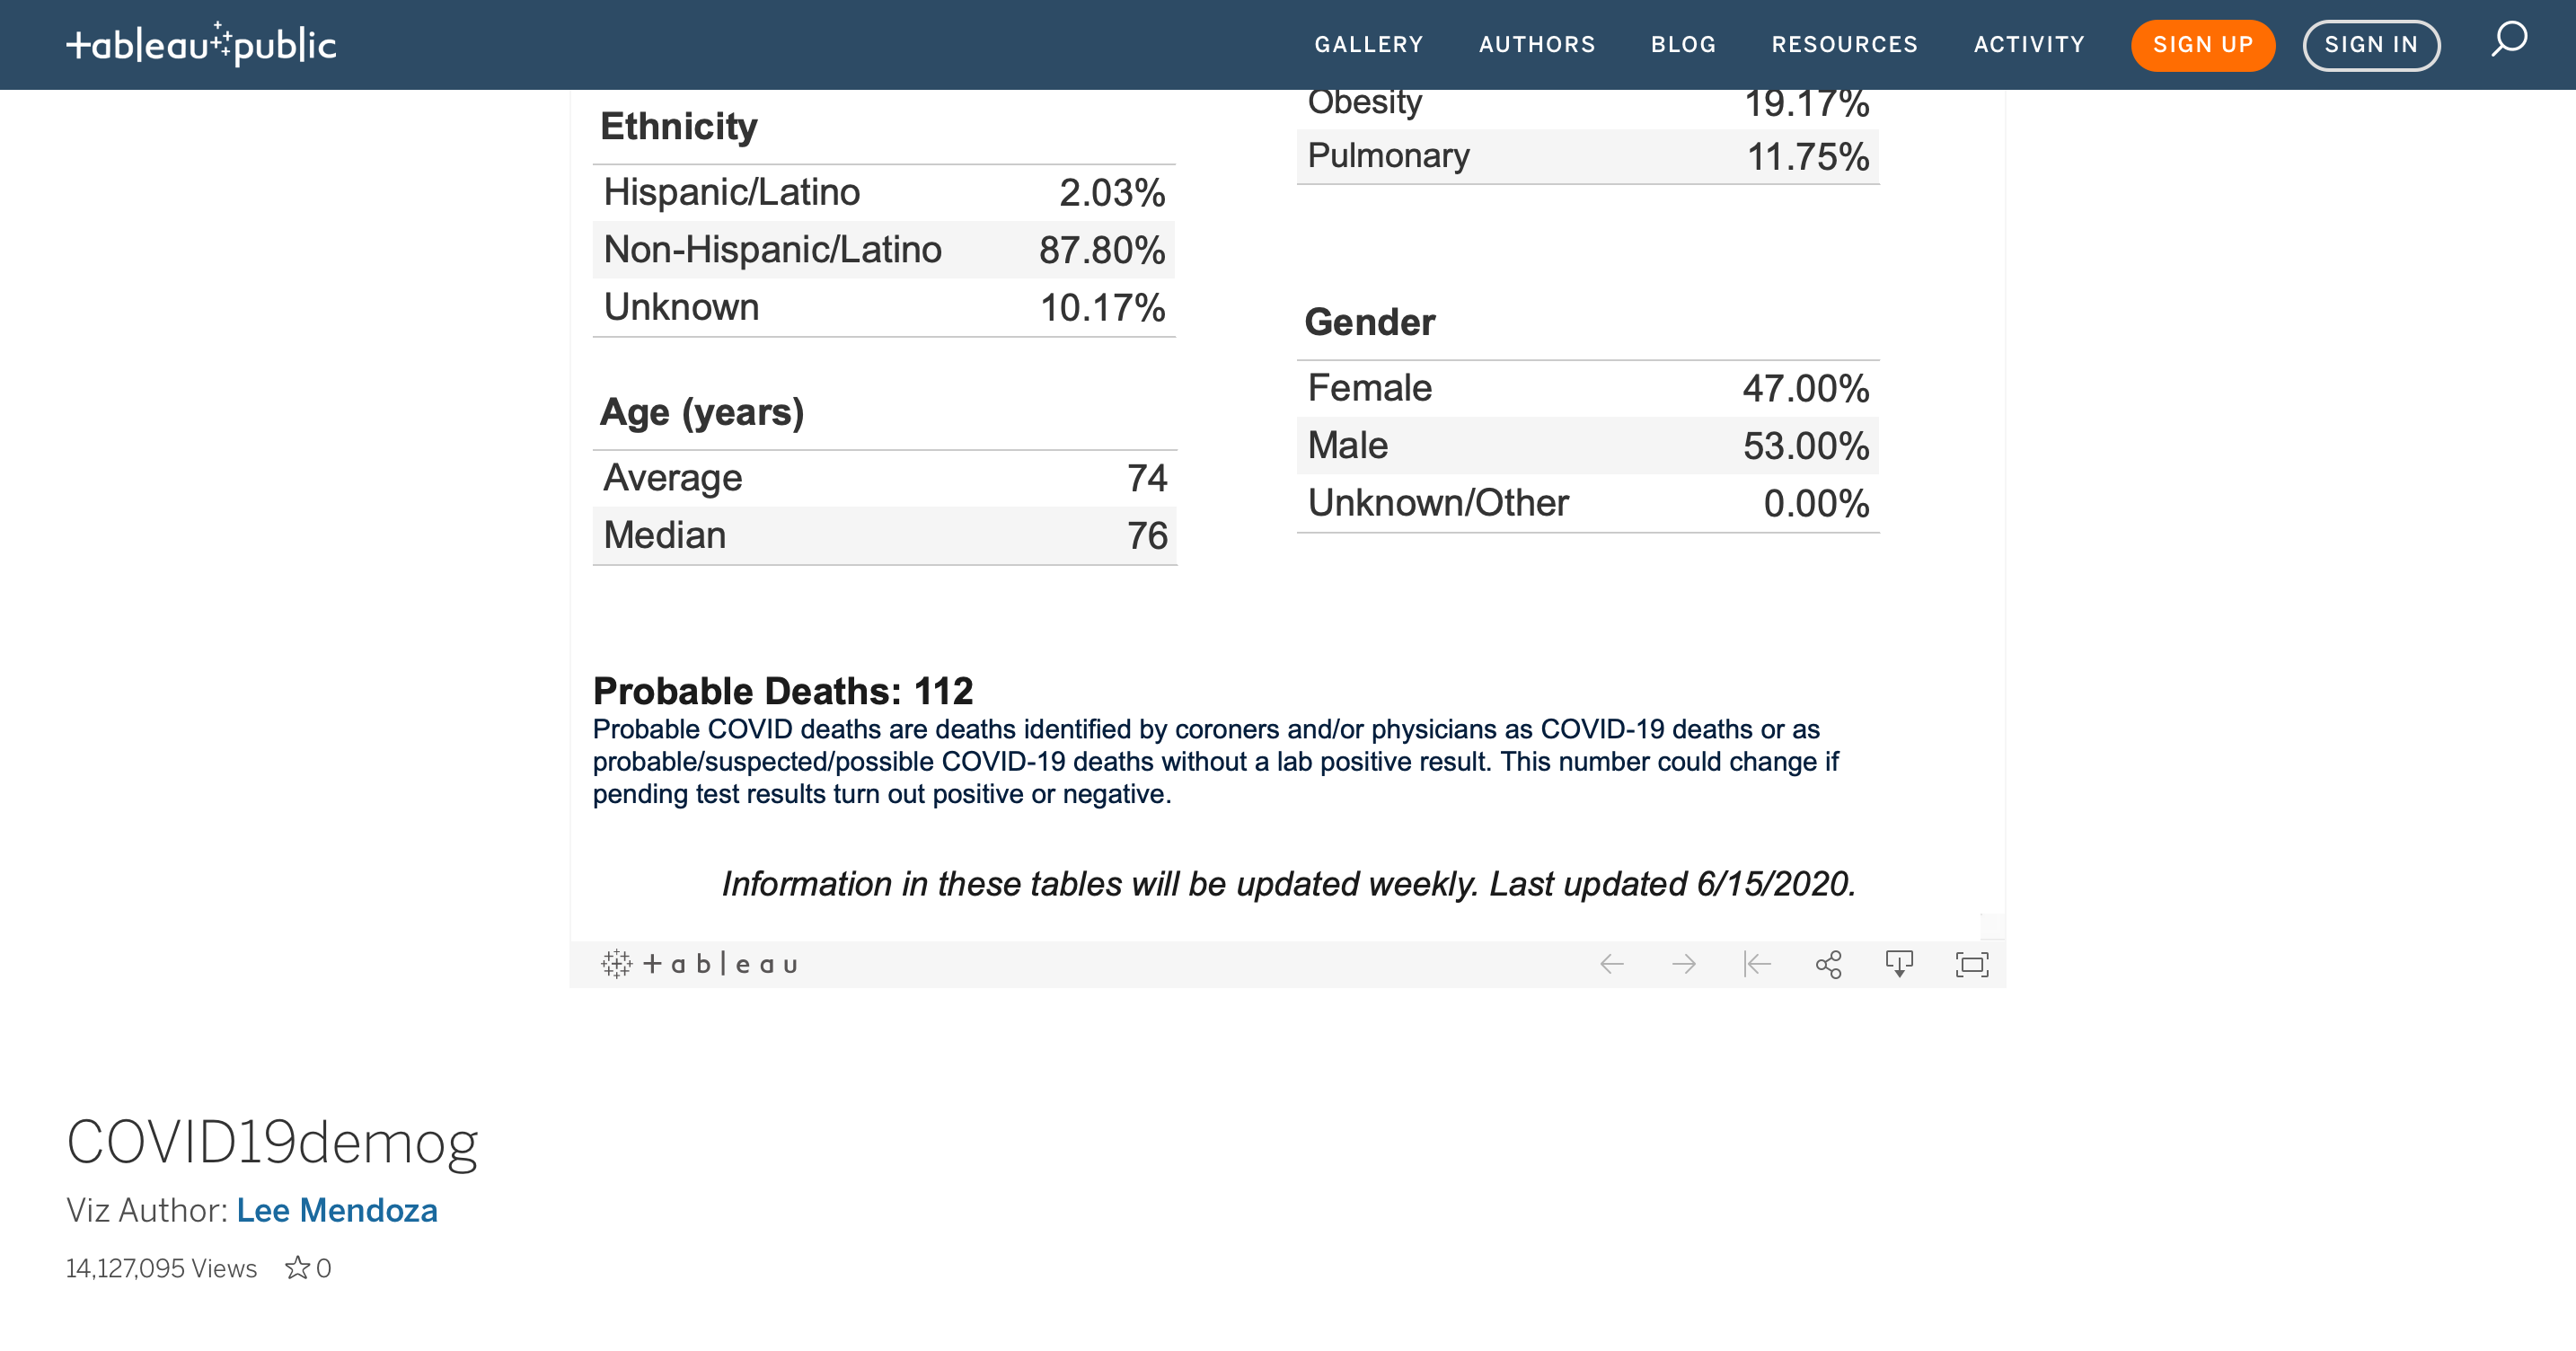 tableau public GALLERY AUTHORS BLOG RESOURCES ACTIVITY SIGN UP SIGN IN
Obesity 19.17%
Pulmonary 11.75%
Ethnicity
Hispanic/Latino 2.03%
Non-Hispanic/Latino 87.80%
Unknown 10.17%
Age (years)
Average 74
Median 76
Gender
Female 47.00%
Male 53.00%
Unknown/Other 0.00%
Probable Deaths: 112
Probable COVID deaths are deaths identified by coroners and/or physicians as COVID-19 deaths or as
probable/suspected/possible COVID-19 deaths without a lab positive result. This number could change if
pending test results turn out positive or negative.
Information in these tables will be updated weekly. Last updated 6/15/2020.
tableau
COVID19demog
Viz Author: Lee Mendoza
14,127,095 Views 0